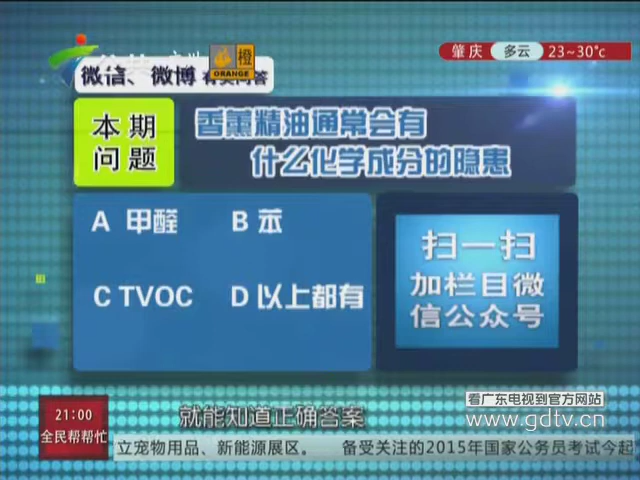 肇庆 多云 23~30℃
橙
ORANGE
微信、微博有奖问答
本期
问题
香薰精油通常会有
什么化学成分的隐患
A 甲醛
B 苯
C TVOC
D 以上都有
扫一扫
加栏目微
信公众号
看广东电视到官方网站
www.gdtv.cn
就能知道正确答案
21:00
全民帮帮忙
立宠物用品、新能源展区。 备受关注的2015年国家公务员考试今起